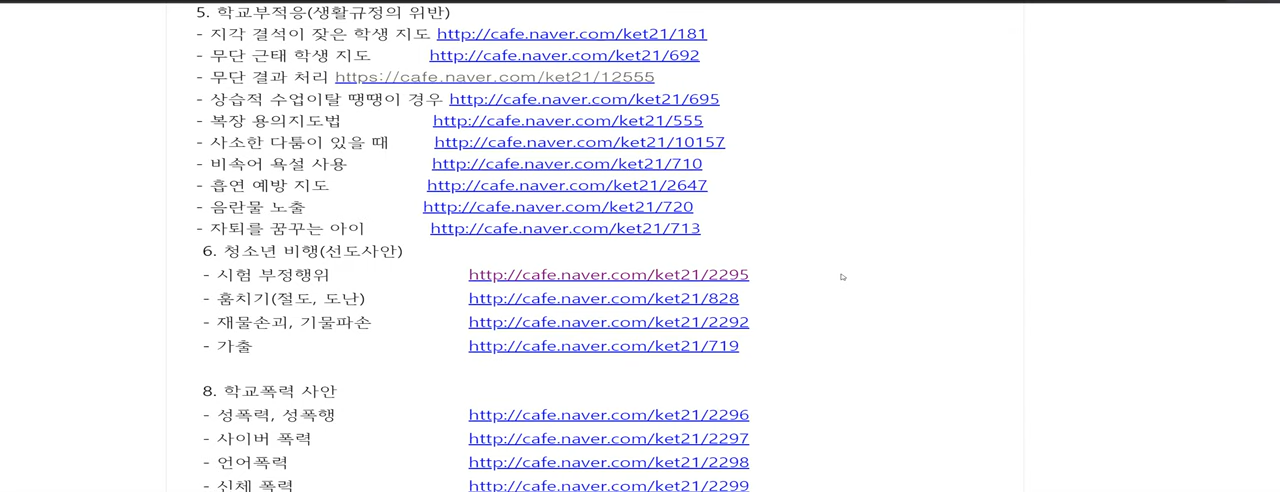 5. 학교부적응(생활규정의 위반)
- 지각 결석이 잦은 학생 지도 http://cafe.naver.com/ket21/181
- 무단 근태 학생 지도 http://cafe.naver.com/ket21/692
- 무단 결과 처리 https://cafe.naver.com/ket21/12555
- 상습적 수업이탈 땡땡이 경우 http://cafe.naver.com/ket21/695
- 복장 용의지도법 http://cafe.naver.com/ket21/555
- 사소한 다툼이 있을 때 http://cafe.naver.com/ket21/10157
- 비속어 욕설 사용 http://cafe.naver.com/ket21/710
- 흡연 예방 지도 http://cafe.naver.com/ket21/2647
- 음란물 노출 http://cafe.naver.com/ket21/720
- 자퇴를 꿈꾸는 아이 http://cafe.naver.com/ket21/713
6. 청소년 비행(선도사안)
- 시험 부정행위 http://cafe.naver.com/ket21/2295
- 훔치기(절도, 도난) http://cafe.naver.com/ket21/828
- 재물손괴, 기물파손 http://cafe.naver.com/ket21/2292
- 가출 http://cafe.naver.com/ket21/719
8. 학교폭력 사안
- 성폭력, 성폭행 http://cafe.naver.com/ket21/2296
- 사이버 폭력 http://cafe.naver.com/ket21/2297
- 언어폭력 http://cafe.naver.com/ket21/2298
- 신체 폭력 http://cafe.naver.com/ket21/2299